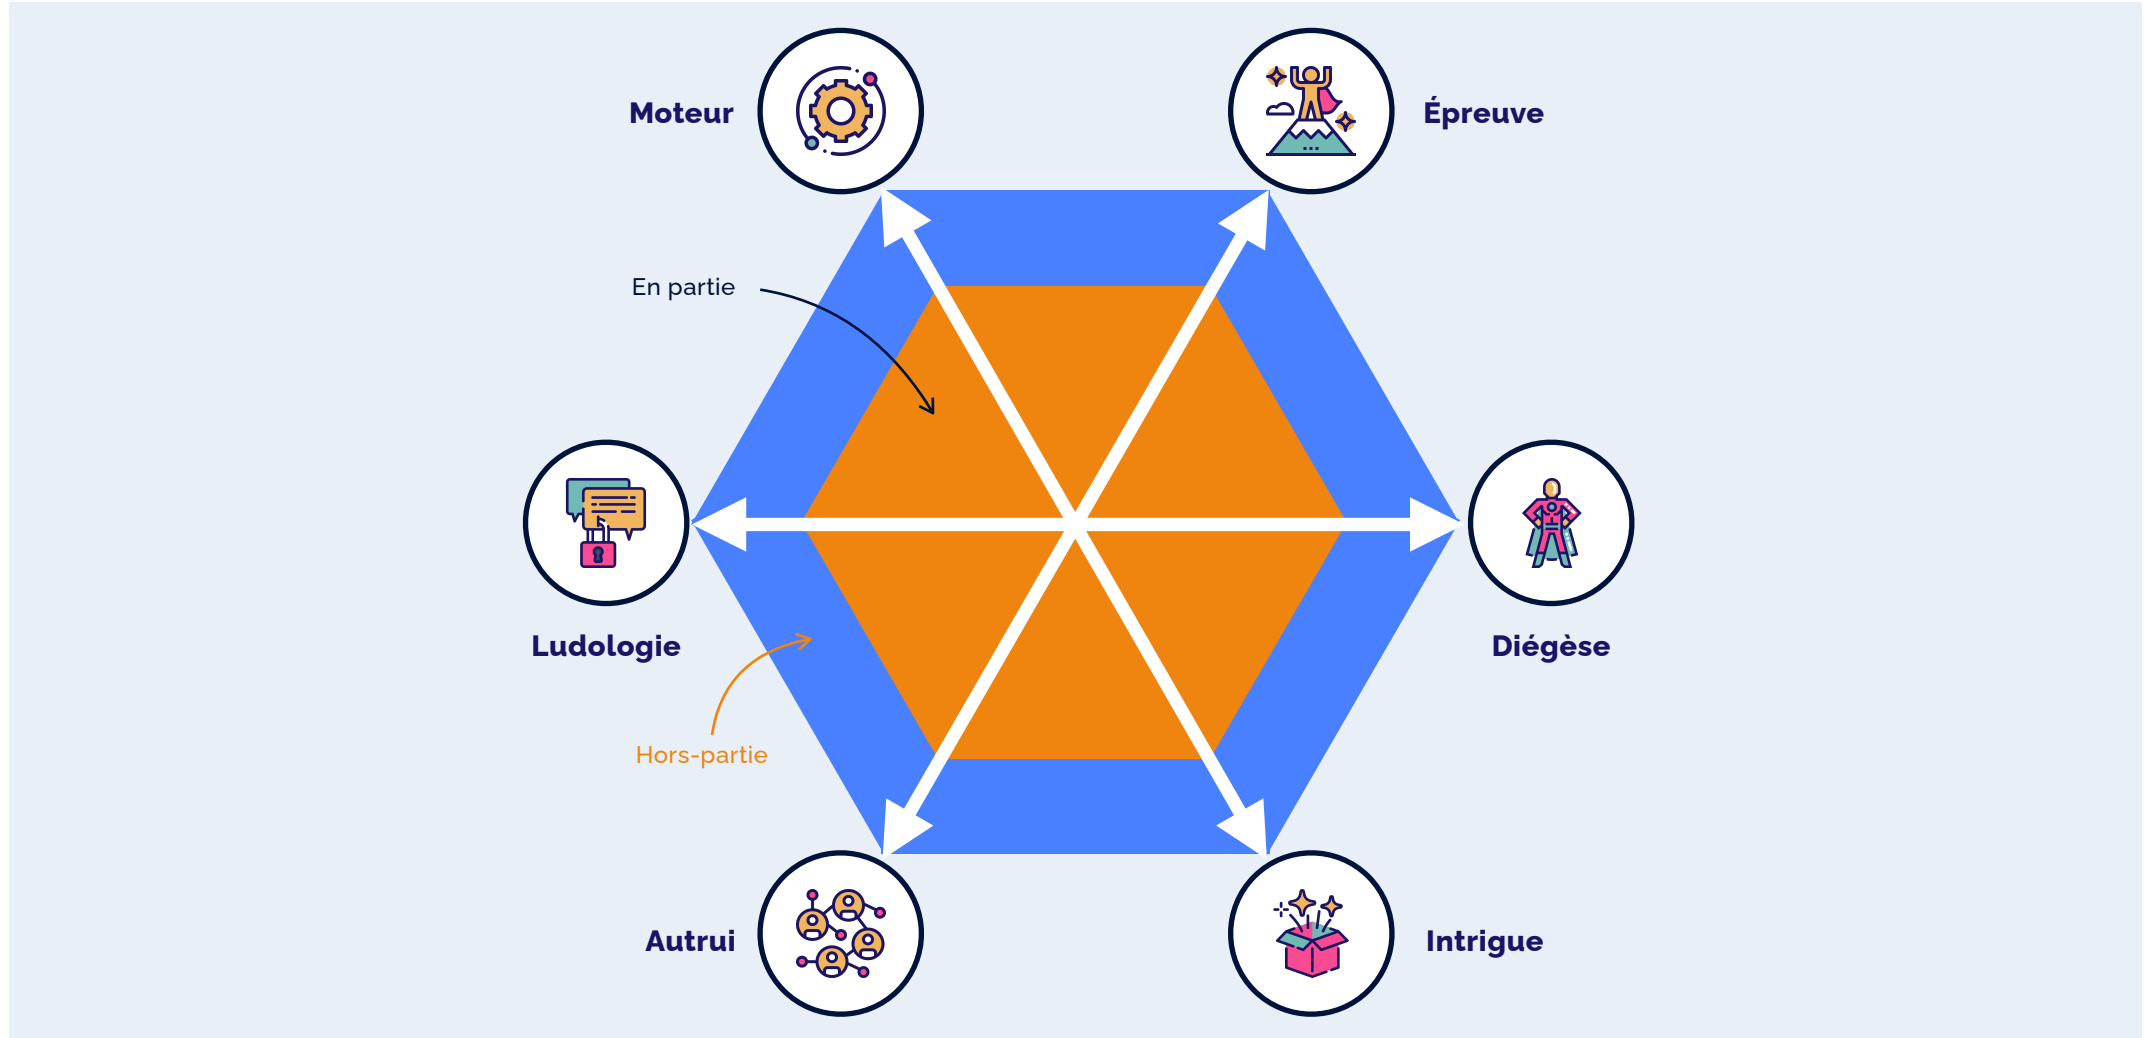 Moteur
Épreuve
En partie
Ludologie
Diégèse
Hors-partie
Autrui
Intrigue